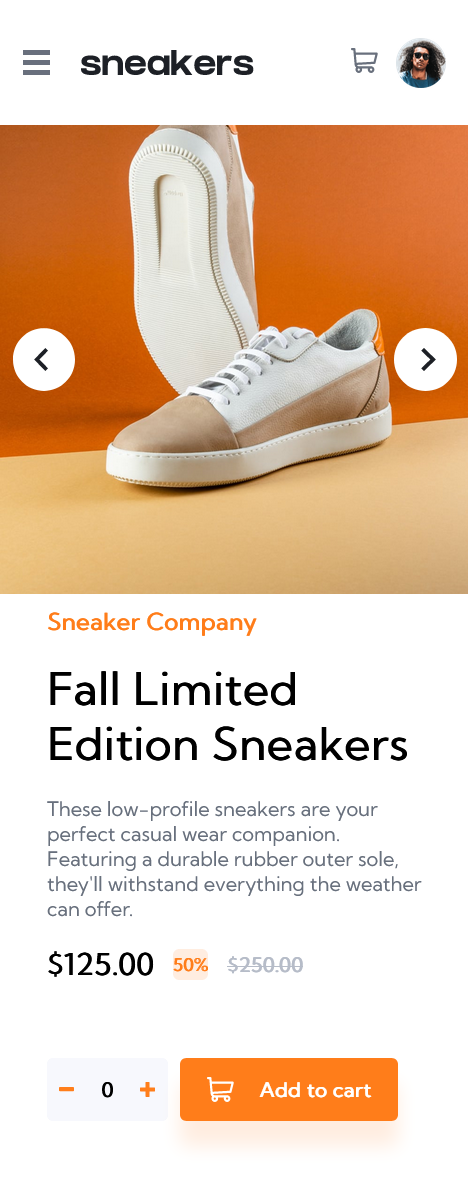 sneakers
Sneaker Company
Fall Limited
Edition Sneakers
These low-profile sneakers are your
perfect casual wear companion.
Featuring a durable rubber outer sole,
they'll withstand everything the weather
can offer.
$125.00 50% $250.00
0 Add to cart